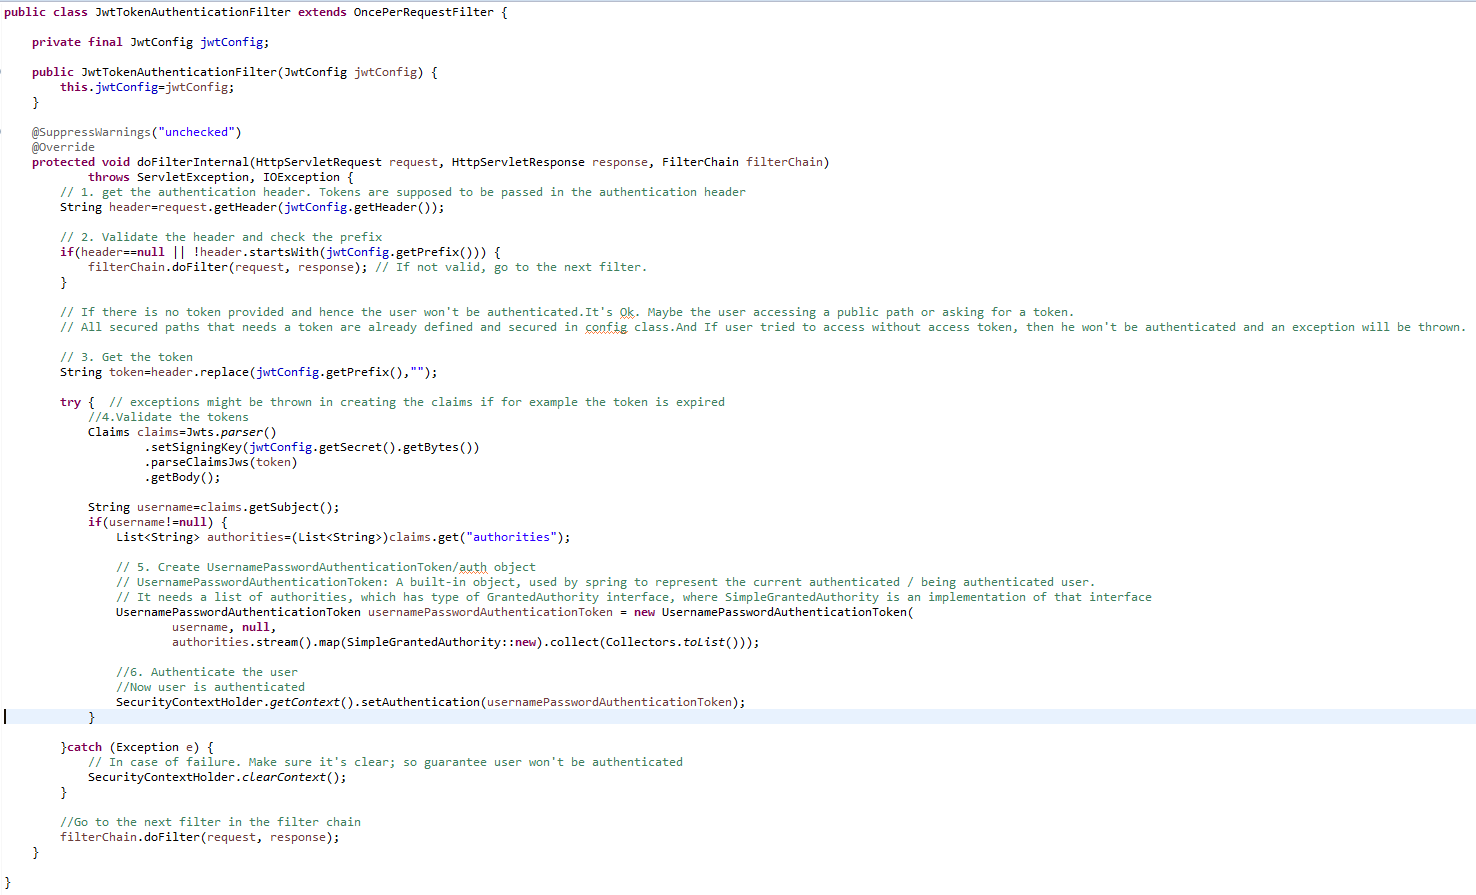 public class JwtTokenAuthenticationFilter extends OncePerRequestFilter {
private final JwtConfig jwtConfig;
public JwtTokenAuthenticationFilter(JwtConfig jwtConfig) {
this.jwtConfig=jwtConfig;
}
@SuppressWarnings("unchecked")
@Override
protected void doFilterInternal(HttpServletRequest request, HttpServletResponse response, FilterChain filterChain)
throws ServletException, IOException {
// 1. get the authentication header. Tokens are supposed to be passed in the authentication header
String header=request.getHeader(jwtConfig.getHeader());
// 2. Validate the header and check the prefix
if(header==null || !header.startsWith(jwtConfig.getPrefix())) {
filterChain.doFilter(request, response); // If not valid, go to the next filter.
}
// If there is no token provided and hence the user won't be authenticated.It's Ok. Maybe the user accessing a public path or asking for a token.
// All secured paths that needs a token are already defined and secured in config class.And If user tried to access without access token, then he won't be authenticated and an exception will be thrown.
// 3. Get the token
String token=header.replace(jwtConfig.getPrefix(),"");
try {  // exceptions might be thrown in creating the claims if for example the token is expired
//4.Validate the tokens
Claims claims=Jwts.parser()
.setSigningKey(jwtConfig.getSecret().getBytes())
.parseClaimsJws(token)
.getBody();
String username=claims.getSubject();
if(username!=null) {
List<String> authorities=(List<String>)claims.get("authorities");
// 5. Create UsernamePasswordAuthenticationToken/auth object
// UsernamePasswordAuthenticationToken: A built-in object, used by spring to represent the current authenticated / being authenticated user.
// It needs a list of authorities, which has type of GrantedAuthority interface, where SimpleGrantedAuthority is an implementation of that interface
UsernamePasswordAuthenticationToken usernamePasswordAuthenticationToken = new UsernamePasswordAuthenticationToken(
username, null,
authorities.stream().map(SimpleGrantedAuthority::new).collect(Collectors.toList()));
//6. Authenticate the user
//Now user is authenticated
SecurityContextHolder.getContext().setAuthentication(usernamePasswordAuthenticationToken);
}
}catch (Exception e) {
// In case of failure. Make sure it's clear; so guarantee user won't be authenticated
SecurityContextHolder.clearContext();
}
//Go to the next filter in the filter chain
filterChain.doFilter(request, response);
}
}